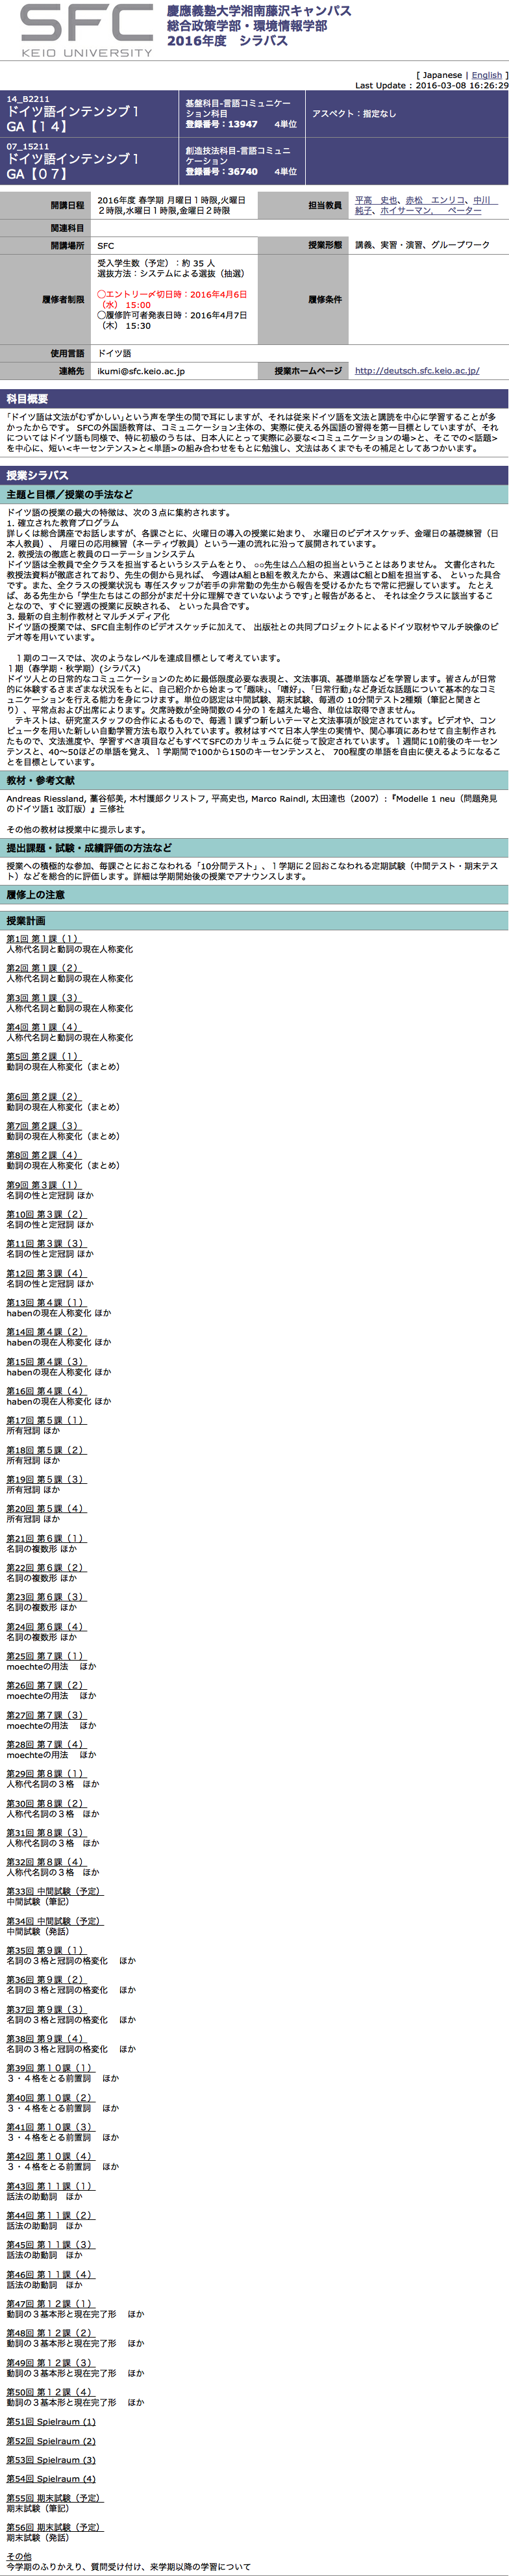 SFC
KEIO UNIVERSITY
慶應義塾大学湘南藤沢キャンパス
総合政策学部・環境情報学部
2016年度　シラバス
[ Japanese | English ]
Last Update : 2016-03-08 16:26:29
14_B2211
ドイツ語インテンシブ１
GA【１４】
基盤科目-言語コミュニケー
ション科目
登録番号：13947　　4単位
アスペクト：指定なし
07_15211
ドイツ語インテンシブ１
GA【０７】
創造技法科目-言語コミュニ
ケーション
登録番号：36740　　4単位
開講日程
2016年度 春学期 月曜日１時限,火曜日
２時限,水曜日１時限,金曜日２時限
担当教員
平高　史也、赤松　エンリコ、中川
純子、ホイサーマン,　ペーター
関連科目
開講場所
SFC
授業形態
講義、実習・演習、グループワーク
履修者制限
受入学生数（予定）：約 35 人
選抜方法：システムによる選抜（抽選）
◯エントリー〆切日時：2016年4月6日
（水） 15:00
◯履修許可者発表日時：2016年4月7日
（木） 15:30
履修条件
使用言語
ドイツ語
連絡先
ikumi@sfc.keio.ac.jp
授業ホームページ
http://deutsch.sfc.keio.ac.jp/
科目概要
｢ドイツ語は文法がむずかしい｣という声を学生の間で耳にしますが、それは従来ドイツ語を文法と講読を中心に学習することが多
かったからです。 SFCの外国語教育は、コミュニケーション主体の、実際に使える外国語の習得を第一目標としていますが、それ
についてはドイツ語も同様で、特に初級のうちは、日本人にとって実際に必要な<コミュニケーションの場>と、そこでの<話題>
を中心に、短い<キーセンテンス>と<単語>の組み合わせをもとに勉強し、文法はあくまでもその補足としてあつかいます。
授業シラバス
主題と目標／授業の手法など
ドイツ語の授業の最大の特徴は、次の３点に集約されます。
1. 確立された教育プログラム
詳しくは総合講座でお話しますが、各課ごとに、火曜日の導入の授業に始まり、 水曜日のビデオスケッチ、金曜日の基礎練習（日
本人教員）、 月曜日の応用練習（ネーティヴ教員）という一連の流れに沿って展開されています。
2. 教授法の徹底と教員のローテーションシステム
ドイツ語は全教員で全クラスを担当するというシステムをとり、 ○○先生は△△組の担当ということはありません。 文書化された
教授法資料が徹底されており、先生の側から見れば、 今週はA組とB組を教えたから、来週はC組とD組を担当する、 といった具合
です。また、全クラスの授業状況も 専任スタッフが若手の非常勤の先生から報告を受けるかたちで常に把握しています。 たとえ
ば、ある先生から ｢学生たちはこの部分がまだ十分に理解できていないようです｣と報告があると、 それは全クラスに該当するこ
となので、すぐに翌週の授業に反映される、 といった具合です。
3. 最新の自主制作教材とマルチメディア化
ドイツ語の授業では、SFC自主制作のビデオスケッチに加えて、 出版社との共同プロジェクトによるドイツ取材やマルチ映像のビ
デオ等を用いています。
１期のコースでは、次のようなレベルを達成目標として考えています。
１期（春学期・秋学期）(シラバス)
ドイツ人との日常的なコミュニケーションのために最低限度必要な表現と、文法事項、基礎単語などを学習します。皆さんが日常
的に体験するさまざまな状況をもとに、自己紹介から始まって｢趣味｣、｢嗜好｣、｢日常行動｣など身近な話題について基本的なコミ
ュニケーションを行える能力を身につけます。単位の認定は中間試験、期末試験、毎週の 10分間テスト2種類（筆記と聞きと
り）、平常点および出席によります。欠席時数が全時間数の４分の１を越えた場合、単位は取得できません。
テキストは、研究室スタッフの合作によるもので、毎週１課ずつ新しいテーマと文法事項が設定されています。ビデオや、コン
ピュータを用いた新しい自動学習方法も取り入れています。教材はすべて日本人学生の実情や、関心事項にあわせて自主制作され
たもので、文法進度や、学習すべき項目などもすべてSFCのカリキュラムに従って設定されています。１週間に10前後のキーセン
テンスと、40〜50ほどの単語を覚え、１学期間で100から150のキーセンテンスと、 700程度の単語を自由に使えるようになるこ
とを目標としています。
教材・参考文献
Andreas Riessland, 藁谷郁美, 木村護郎クリストフ, 平高史也, Marco Raindl, 太田達也（2007）:『Modelle 1 neu（問題発見
のドイツ語1 改訂版）』三修社
その他の教材は授業中に提示します。
提出課題・試験・成績評価の方法など
授業への積極的な参加、毎課ごとにおこなわれる「10分間テスト」、１学期に２回おこなわれる定期試験（中間テスト・期末テス
ト）などを総合的に評価します。詳細は学期開始後の授業でアナウンスします。
履修上の注意
授業計画
第1回 第１課（１）
人称代名詞と動詞の現在人称変化
第2回 第１課（２）
人称代名詞と動詞の現在人称変化
第3回 第１課（３）
人称代名詞と動詞の現在人称変化
第4回 第１課（４）
人称代名詞と動詞の現在人称変化
第5回 第２課（１）
動詞の現在人称変化（まとめ）
第6回 第２課（２）
動詞の現在人称変化（まとめ）
第7回 第２課（３）
動詞の現在人称変化（まとめ）
第8回 第２課（４）
動詞の現在人称変化（まとめ）
第9回 第３課（１）
名詞の性と定冠詞 ほか
第10回 第３課（２）
名詞の性と定冠詞 ほか
第11回 第３課（３）
名詞の性と定冠詞 ほか
第12回 第３課（４）
名詞の性と定冠詞 ほか
第13回 第４課（１）
habenの現在人称変化 ほか
第14回 第４課（２）
habenの現在人称変化 ほか
第15回 第４課（３）
habenの現在人称変化 ほか
第16回 第４課（４）
habenの現在人称変化 ほか
第17回 第５課（１）
所有冠詞 ほか
第18回 第５課（２）
所有冠詞 ほか
第19回 第５課（３）
所有冠詞 ほか
第20回 第５課（４）
所有冠詞 ほか
第21回 第６課（１）
名詞の複数形 ほか
第22回 第６課（２）
名詞の複数形 ほか
第23回 第６課（３）
名詞の複数形 ほか
第24回 第６課（４）
名詞の複数形 ほか
第25回 第７課（１）
moechteの用法　ほか
第26回 第７課（２）
moechteの用法　ほか
第27回 第７課（３）
moechteの用法　ほか
第28回 第７課（４）
moechteの用法　ほか
第29回 第８課（１）
人称代名詞の３格　ほか
第30回 第８課（２）
人称代名詞の３格　ほか
第31回 第８課（３）
人称代名詞の３格　ほか
第32回 第８課（４）
人称代名詞の３格　ほか
第33回 中間試験（予定）
中間試験（筆記）
第34回 中間試験（予定）
中間試験（発話）
第35回 第９課（１）
名詞の３格と冠詞の格変化　ほか
第36回 第９課（２）
名詞の３格と冠詞の格変化　ほか
第37回 第９課（３）
名詞の３格と冠詞の格変化　ほか
第38回 第９課（４）
名詞の３格と冠詞の格変化　ほか
第39回 第１０課（１）
３・４格をとる前置詞　ほか
第40回 第１０課（２）
３・４格をとる前置詞　ほか
第41回 第１０課（３）
３・４格をとる前置詞　ほか
第42回 第１０課（４）
３・４格をとる前置詞　ほか
第43回 第１１課（１）
話法の助動詞　ほか
第44回 第１１課（２）
話法の助動詞　ほか
第45回 第１１課（３）
話法の助動詞　ほか
第46回 第１１課（４）
話法の助動詞　ほか
第47回 第１２課（１）
動詞の３基本形と現在完了形　ほか
第48回 第１２課（２）
動詞の３基本形と現在完了形　ほか
第49回 第１２課（３）
動詞の３基本形と現在完了形　ほか
第50回 第１２課（４）
動詞の３基本形と現在完了形　ほか
第51回 Spielraum (1)
第52回 Spielraum (2)
第53回 Spielraum (3)
第54回 Spielraum (4)
第55回 期末試験（予定）
期末試験（筆記）
第56回 期末試験（予定）
期末試験（発話）
その他
今学期のふりかえり、質問受け付け、来学期以降の学習について